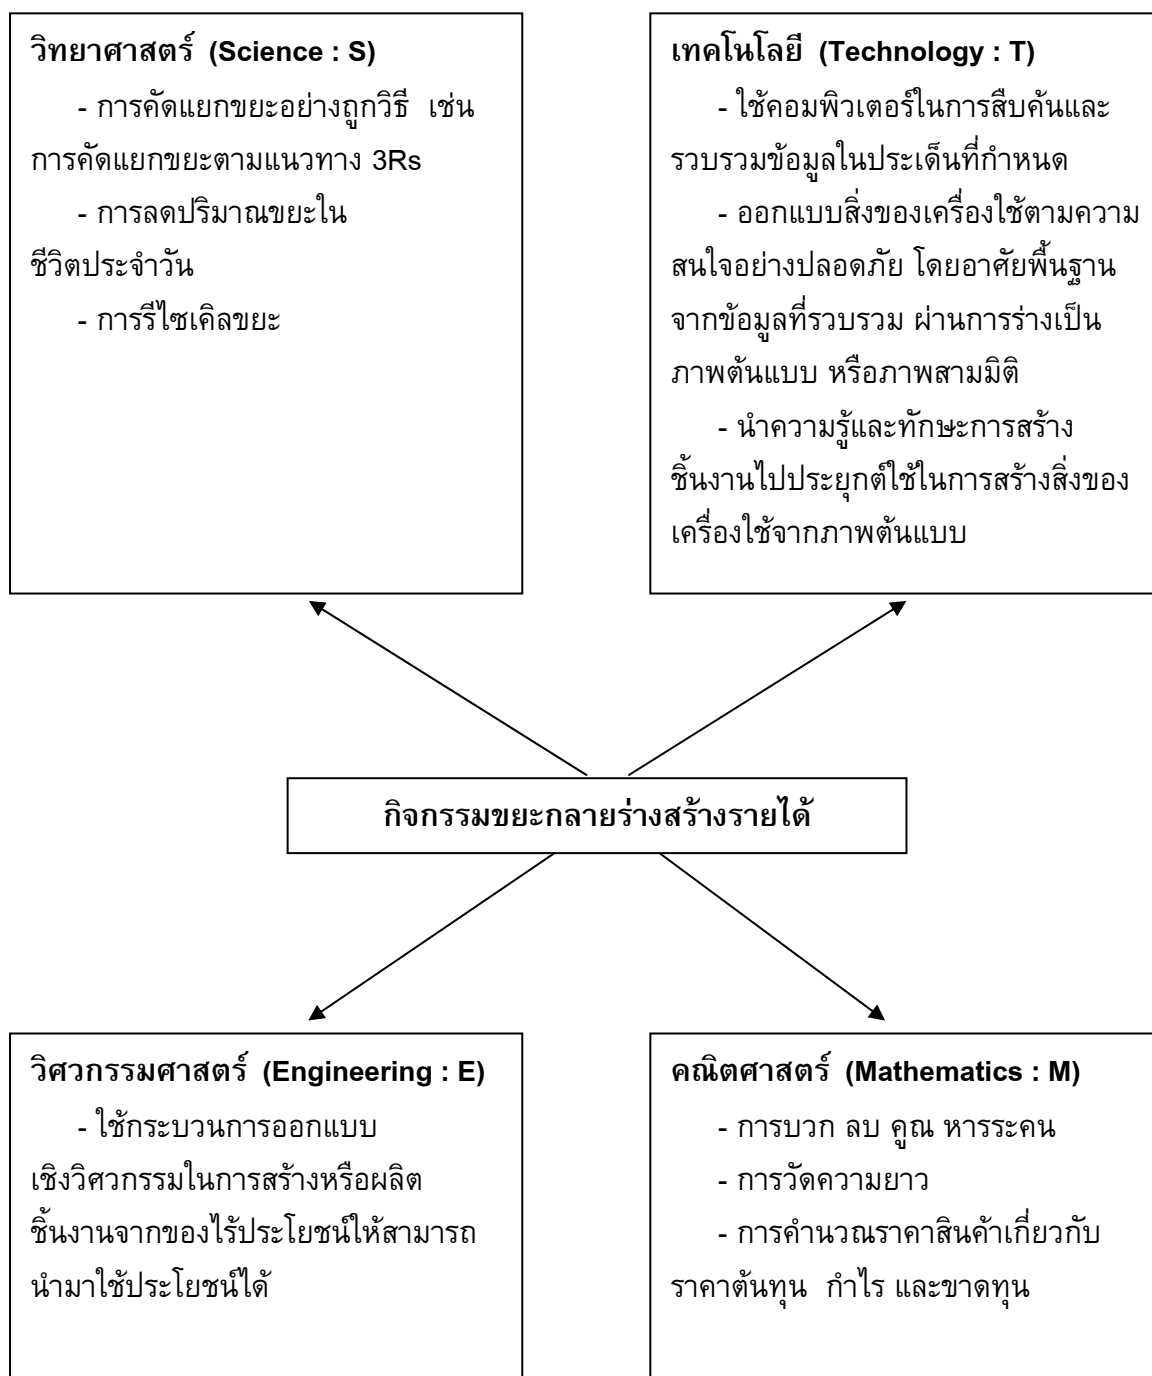 วิทยาศาสตร์ (Science : S)
- การคัดแยกขยะอย่างถูกวิธี เช่น
การคัดแยกขยะตามแนวทาง 3Rs
- การลดปริมาณขยะใน
ชีวิตประจำวัน
- การรีไซเคิลขยะ
เทคโนโลยี (Technology : T)
- ใช้คอมพิวเตอร์ในการสืบค้นและ
รวบรวมข้อมูลในประเด็นที่กำหนด
- ออกแบบสิ่งของเครื่องใช้ตามความ
สนใจอย่างปลอดภัย โดยอาศัยพื้นฐาน
จากข้อมูลที่รวบรวม ผ่านการร่างเป็น
ภาพต้นแบบ หรือภาพสามมิติ
- นำความรู้และทักษะการสร้าง
ชิ้นงานไปประยุกต์ใช้ในการสร้างสิ่งของ
เครื่องใช้จากภาพต้นแบบ
กิจกรรมขยะกลายร่างสร้างรายได้
วิศวกรรมศาสตร์ (Engineering : E)
- ใช้กระบวนการออกแบบ
เชิงวิศวกรรมในการสร้างหรือผลิต
ชิ้นงานจากของไร้ประโยชน์ให้สามารถ
นำมาใช้ประโยชน์ได้
คณิตศาสตร์ (Mathematics : M)
- การบวก ลบ คูณ หารระคน
- การวัดความยาว
- การคำนวณราคาสินค้าเกี่ยวกับ
ราคาต้นทุน กำไร และขาดทุน